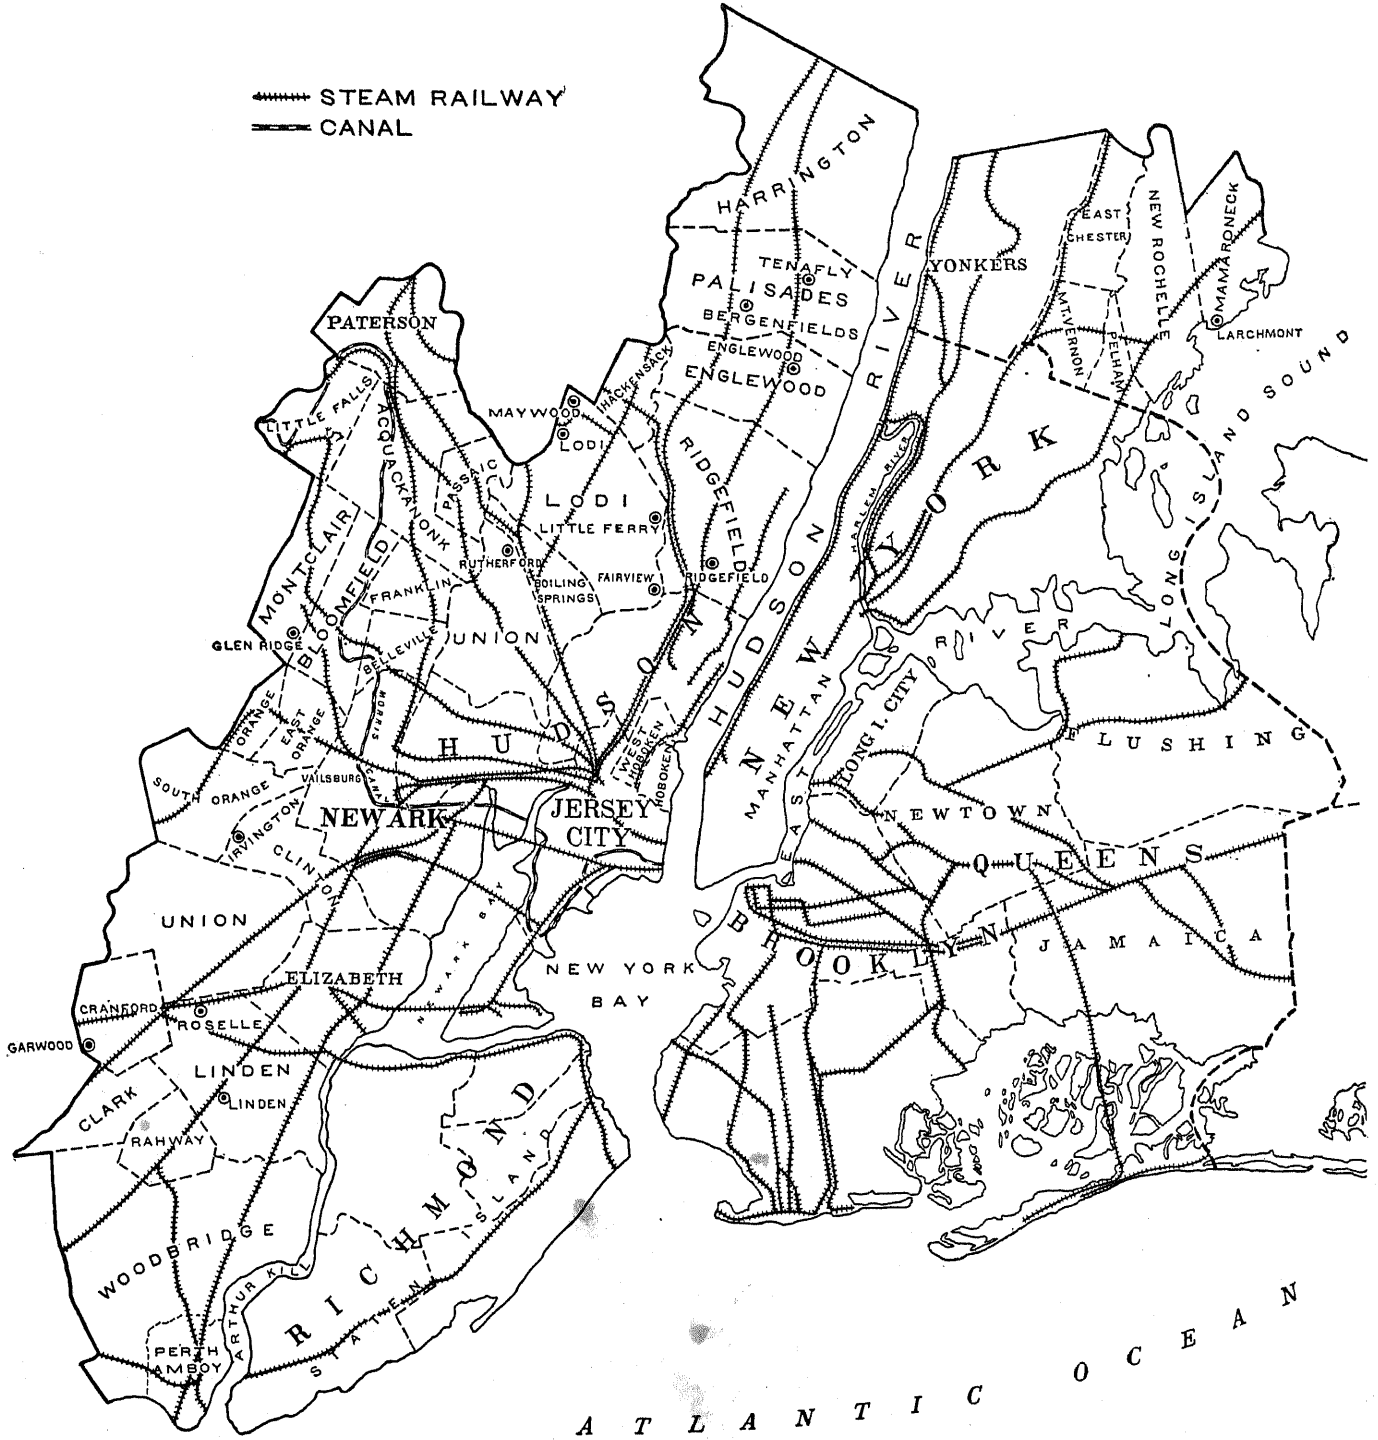 STEAM RAILWAY
CANAL
HARRINGTON
HUDSON RIVER
YONKERS
EAST
CHESTER
NEW ROCHELLE
MAMARONECK
LARCHMONT
MT. VERNON
PELHAM
LONG ISLAND SOUND
TENAFLY
PALISADES
BERGENFIELDS
ENGLEWOOD
ENGLEWOOD
PATERSON
LITTLE FALLS
ACQUACKANONK
MAYWOOD
HACKENSACK
LODI
PASSAIC
LODI
LITTLE FERRY
RIDGEFIELD
RIDGEFIELD
FAIRVIEW
RUTHERFORD
BOILING
SPRINGS
HARLEM RIVER
NEW YORK
MONTCLAIR
BLOOMFIELD
FRANKLIN
GLEN RIDGE
BELLEVILLE
UNION
HUDSON
MORRIS CANAL
ORANGE
EAST
ORANGE
SOUTH ORANGE
VAILSBURG
IRVINGTON
CLINTON
NEWARK
JERSEY
CITY
WEST
HOBOKEN
HOBOKEN
MANHATTAN
EAST RIVER
LONG I. CITY
FLUSHING
NEWTOWN
QUEENS
BROOKLYN
JAMAICA
UNION
ELIZABETH
NEWARK BAY
NEW YORK
BAY
CRANFORD
ROSELLE
GARWOOD
LINDEN
LINDEN
CLARK
RAHWAY
WOODBRIDGE
ARTHUR KILL
PERTH
AMBOY
RICHMOND
STATEN ISLAND
ATLANTIC OCEAN